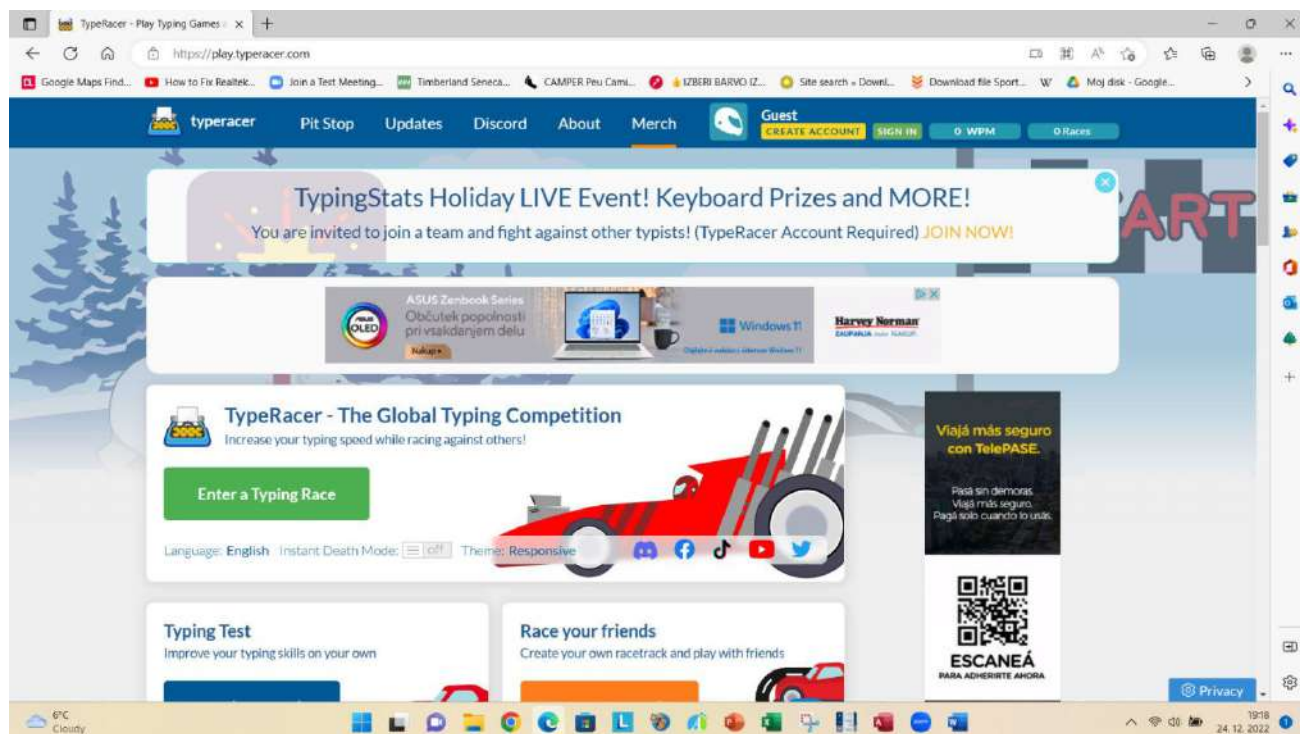 TypeRacer - Play Typing Games
https://play.typeracer.com
Google Maps Find...
How to Fix Realtek...
Join a Test Meeting...
Timberland Seneca...
CAMPER Peu Cami...
IZBERI BARVO IZ...
Site search » Downl...
Download file Sport...
Moj disk - Google...
typeracer
Pit Stop
Updates
Discord
About
Merch
Guest
CREATE ACCOUNT
SIGN IN
0 WPM
0 Races
TypingStats Holiday LIVE Event! Keyboard Prizes and MORE!
You are invited to join a team and fight against other typists! (TypeRacer Account Required) JOIN NOW!
ART
ASUS Zenbook Series
Občutek popolnosti
pri vsakdanjem delu
Nakup
ASUS
OLED
Windows 11
Harvey Norman
TypeRacer - The Global Typing Competition
Increase your typing speed while racing against others!
Enter a Typing Race
Language: English Instant Death Mode: off Theme: Responsive
Viajá más seguro
con TelePASE.
Pasá sin demoras.
Viajá más seguro.
Pagá solo cuando lo usás.
ESCANEÁ
PARA ADHERIRTE AHORA
Typing Test
Improve your typing skills on your own
Race your friends
Create your own racetrack and play with friends
Privacy
6°C
Cloudy
19:18
24. 12. 2022